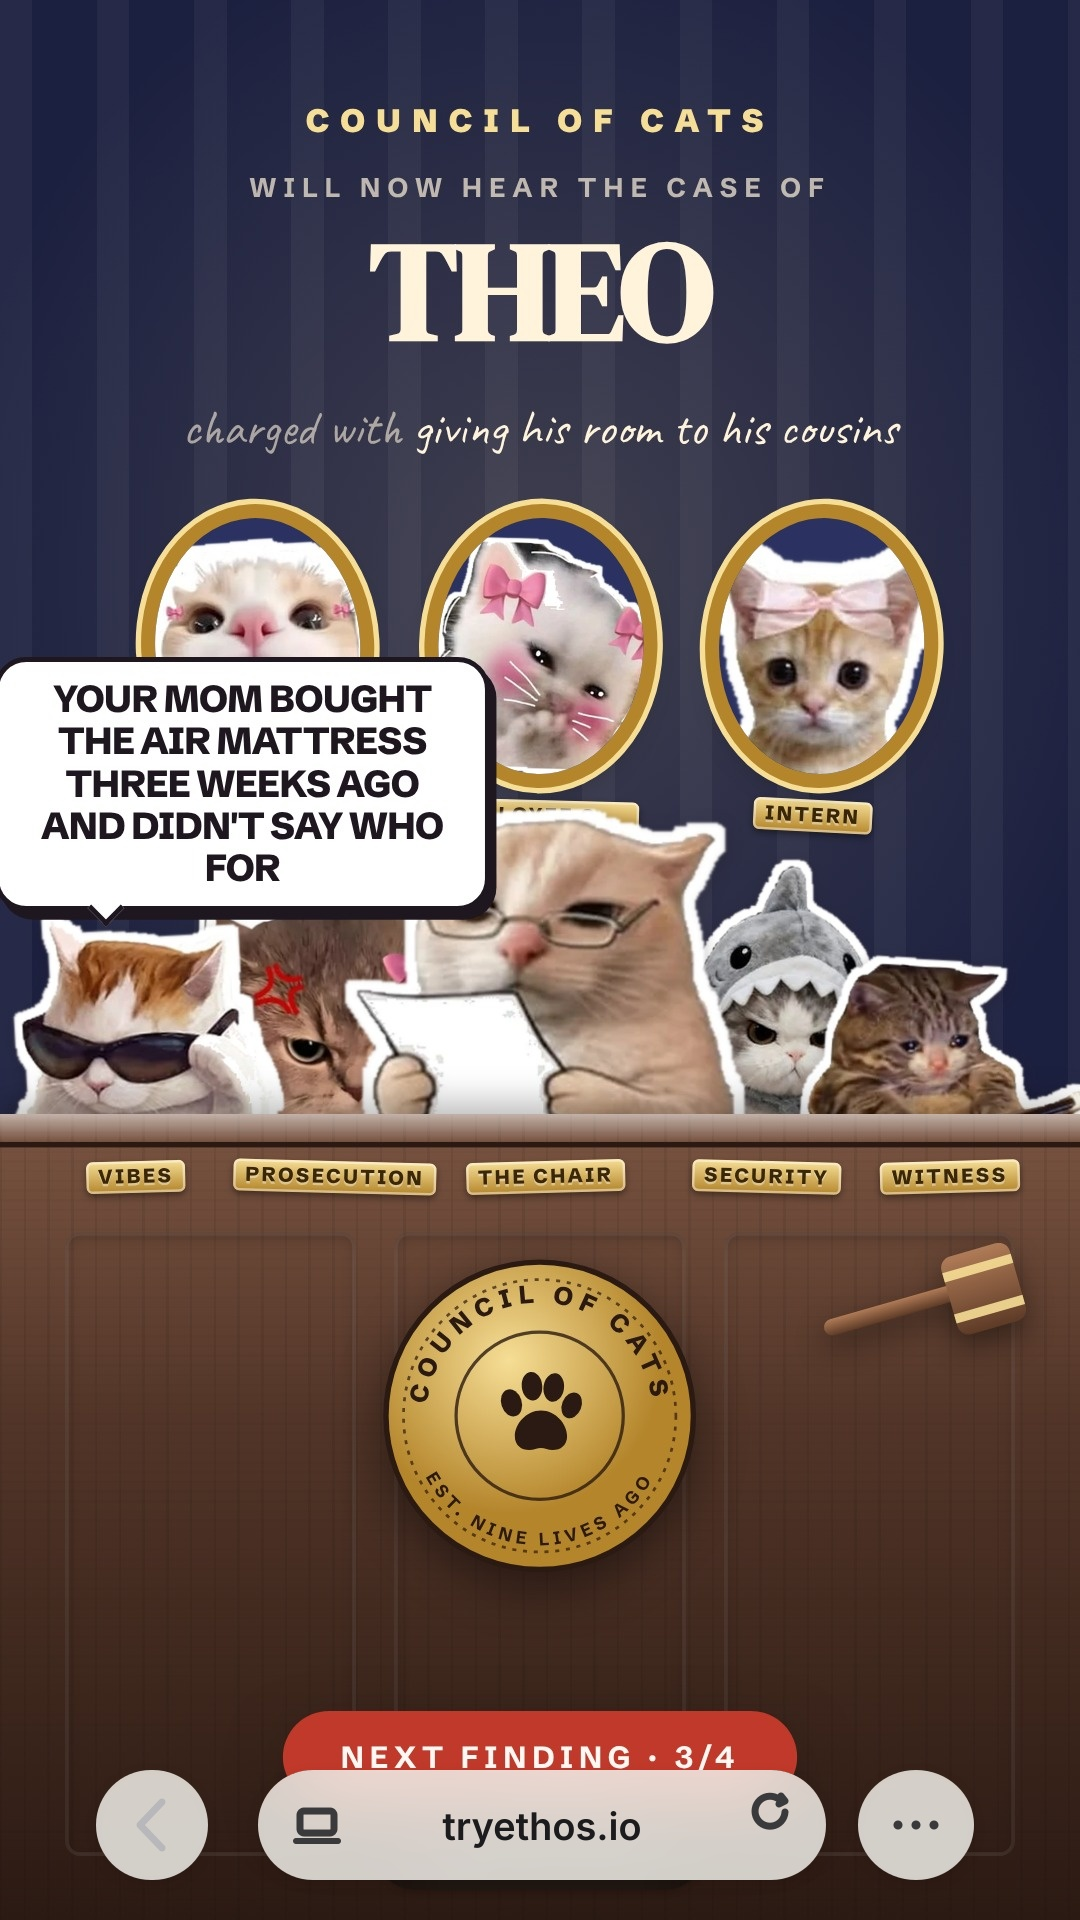 COUNCIL OF CATS
WILL NOW HEAR THE CASE OF
THEO
charged with giving his room to his cousins
YOUR MOM BOUGHT
THE AIR MATTRESS
THREE WEEKS AGO
AND DIDN'T SAY WHO
FOR
INTERN
VIBES
PROSECUTION
THE CHAIR
SECURITY
WITNESS
COUNCIL OF CATS
EST. NINE LIVES AGO
NEXT FINDING · 3/4
tryethos.io